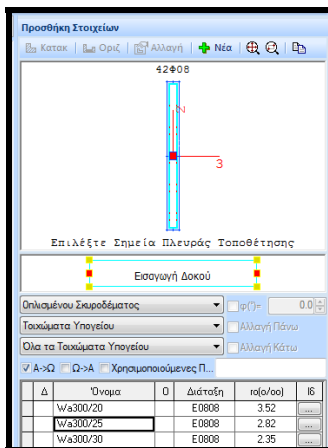 Προσθήκη Στοιχείων
Κατακ Οριζ Αλλαγή Νέα
42Φ08
2
3
Επιλέξτε Σημεία Πλευράς Τοποθέτησης
Εισαγωγή Δοκού
Οπλισμένου Σκυροδέματος φ(°)= 0.0
Τοιχώματα Υπογείου Αλλαγή Πάνω
Όλα τα Τοιχώματα Υπογείου Αλλαγή Κάτω
Α->Ω Ω->Α Χρησιμοποιούμενες Π...
Δ Όνομα Ο Διάταξη ro(o/oo) Ιδ
Wa300/20 E0808 3.52 ...
Wa300/25 E0808 2.82 ...
Wa300/30 E0808 2.35 ...